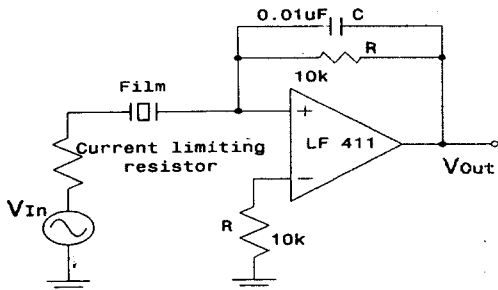 0.01uF C
R
10k
Film
+
LF 411
Current limiting
resistor
−
VOut
VIn
R
10k